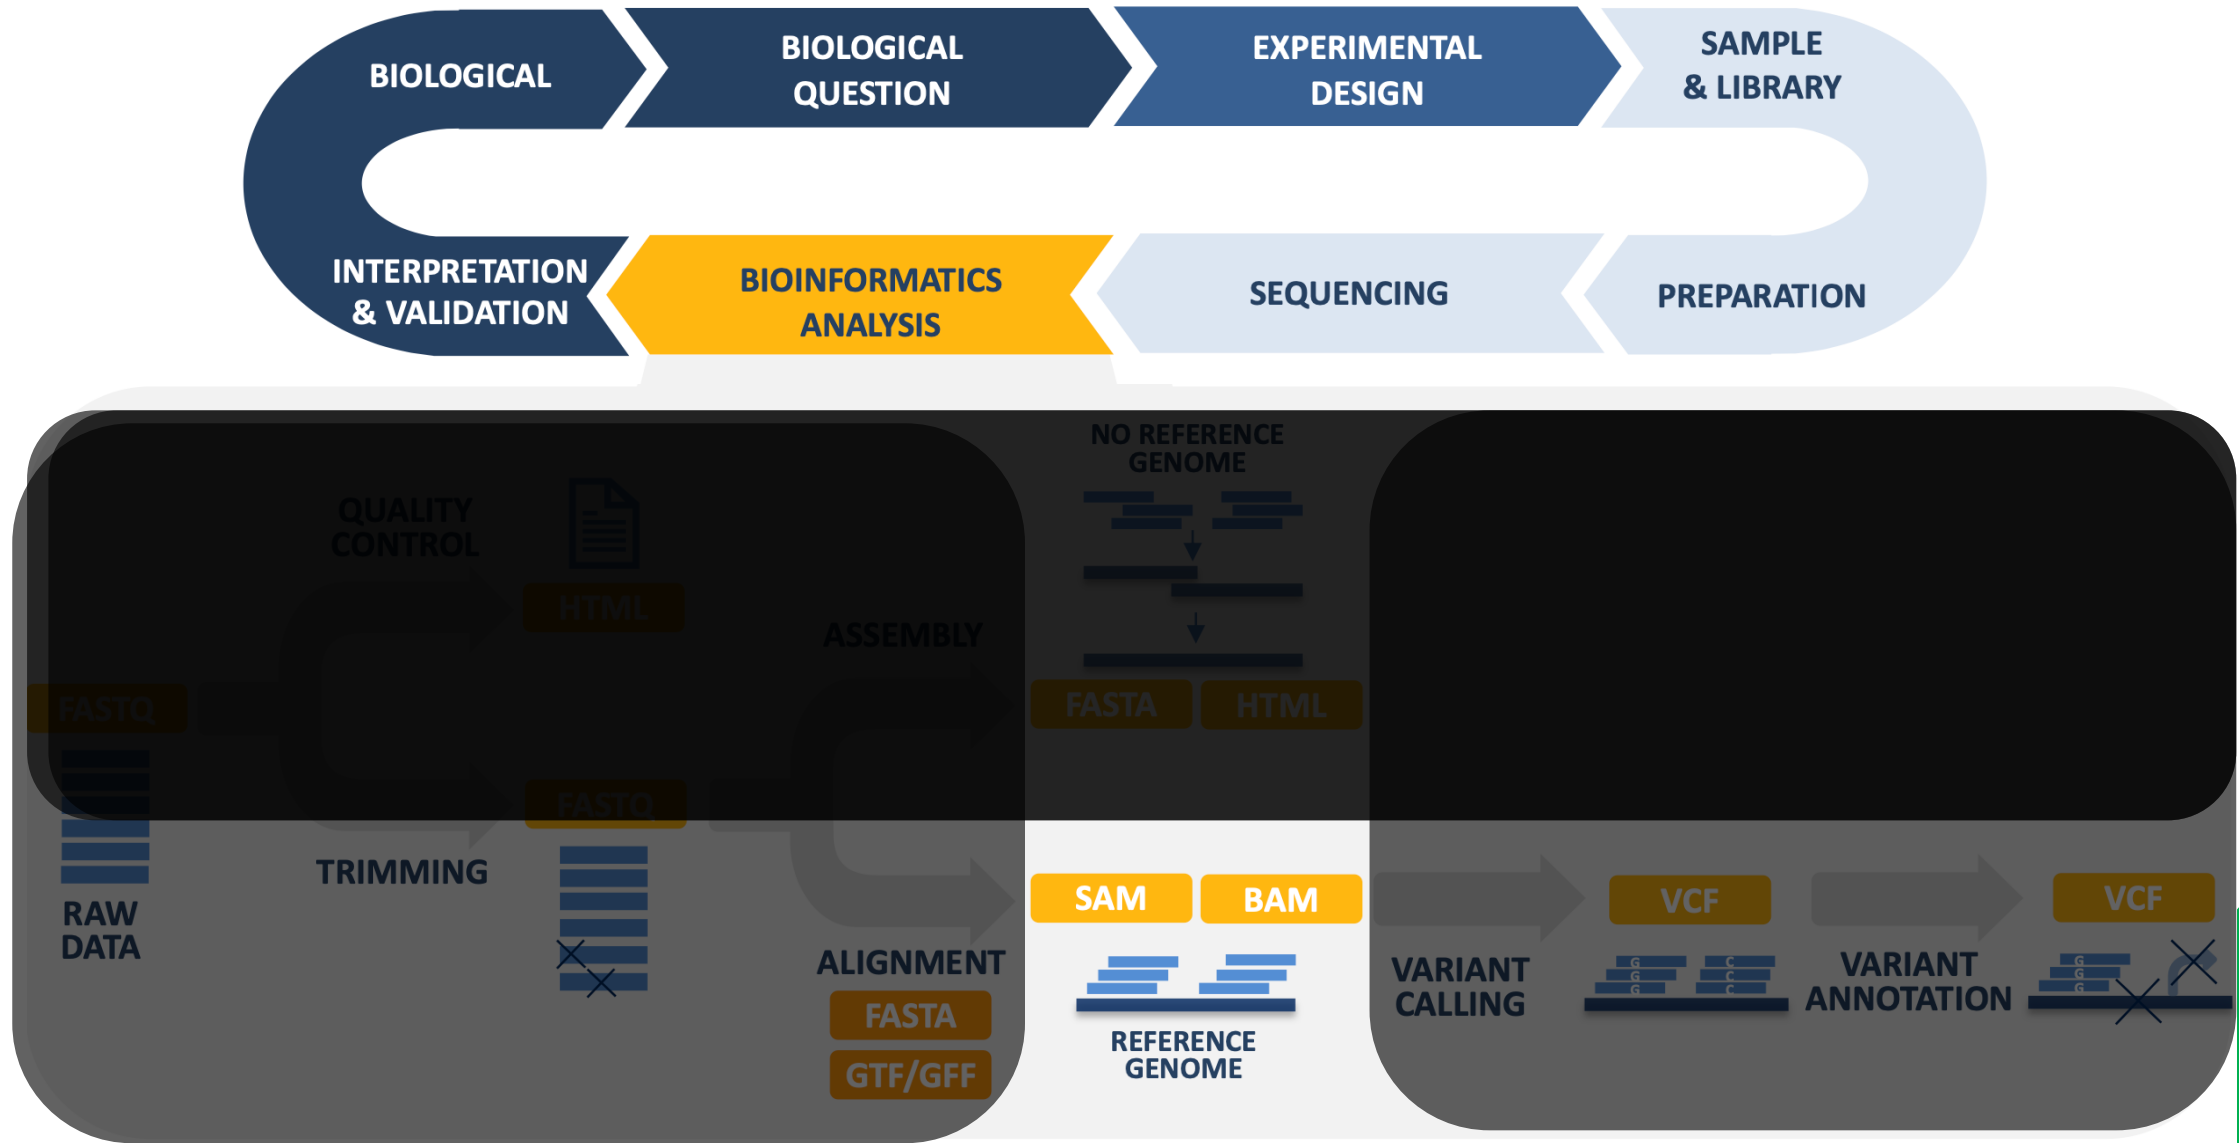 BIOLOGICAL
BIOLOGICAL
QUESTION
EXPERIMENTAL
DESIGN
SAMPLE
& LIBRARY
INTERPRETATION
& VALIDATION
BIOINFORMATICS
ANALYSIS
SEQUENCING
PREPARATION
NO REFERENCE
GENOME
QUALITY
CONTROL
HTML
ASSEMBLY
FASTQ
FASTA
HTML
FASTQ
TRIMMING
RAW
DATA
SAM
BAM
VCF
VCF
ALIGNMENT
FASTA
GTF/GFF
REFERENCE
GENOME
VARIANT
CALLING
G
G
G
C
C
C
VARIANT
ANNOTATION
G
G
G